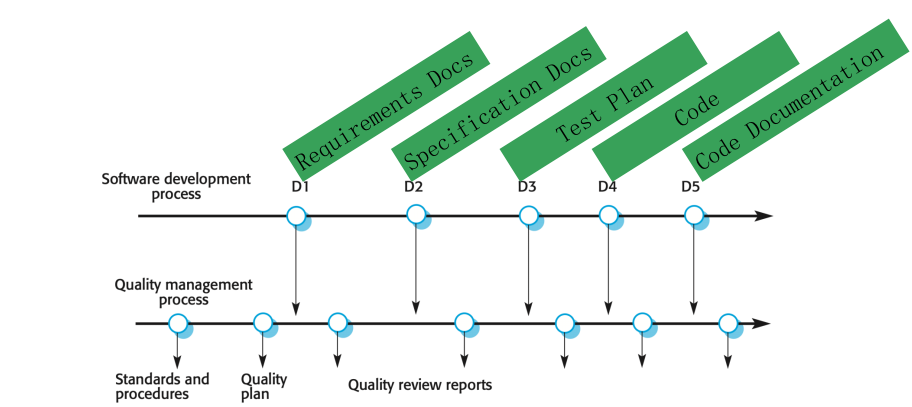 Requirements Docs
Specification Docs
Test Plan
Code
Code Documentation
Software development
process
D1
D2
D3
D4
D5
Quality management
process
Standards and
procedures
Quality
plan
Quality review reports